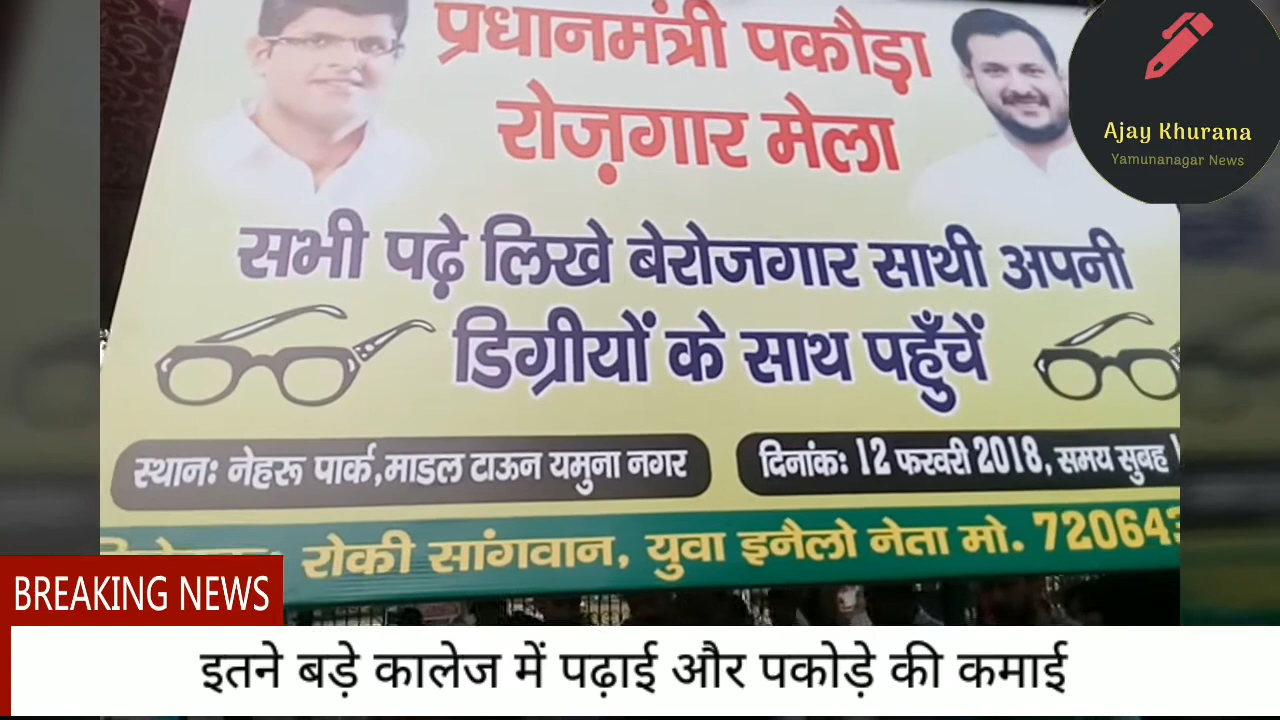 प्रधानमंत्री पकौड़ा
रोज़गार मेला
Ajay Khurana
Yamunanagar News
सभी पढ़े लिखे बेरोजगार साथी अपनी
डिग्रीयों के साथ पहुँचें
स्थानः नेहरू पार्क,माडल टाऊन यमुना नगर
दिनांकः 12 फरवरी 2018, समय सुबह
रोकी सांगवान, युवा इनैलो नेता मो. 720643
BREAKING NEWS
इतने बड़े कालेज में पढ़ाई और पकोड़े की कमाई